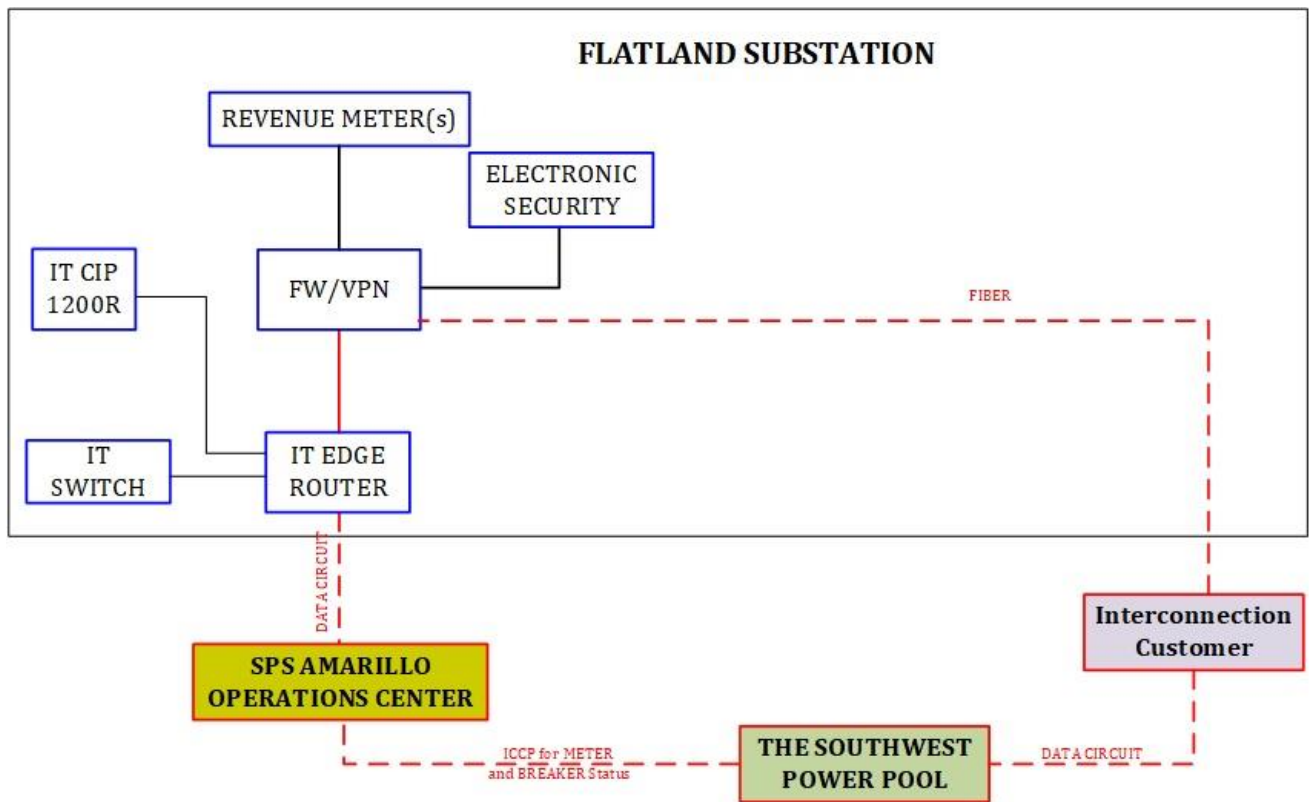 FLATLAND SUBSTATION
REVENUE METER(s)
ELECTRONIC
SECURITY
IT CIP
1200R
FW/VPN
FIBER
IT
SWITCH
IT EDGE
ROUTER
DATA CIRCUIT
Interconnection
Customer
SPS AMARILLO
OPERATIONS CENTER
ICCP for METER
and BREAKER Status
THE SOUTHWEST
POWER POOL
DATA CIRCUIT